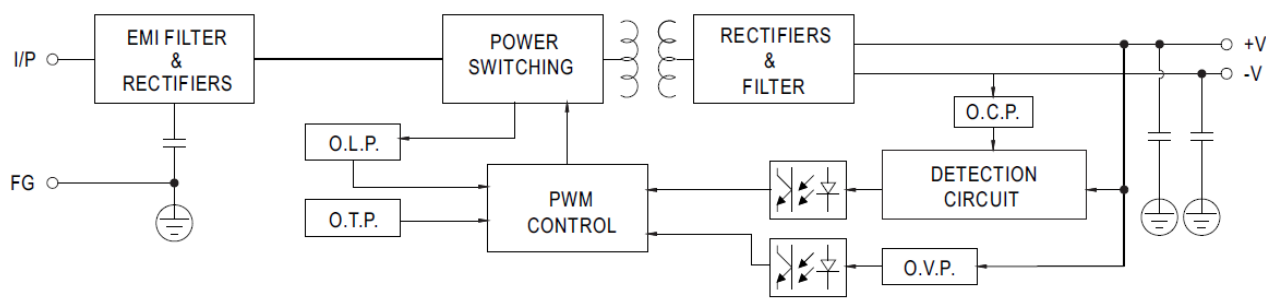 I/P
EMI FILTER
&
RECTIFIERS
POWER
SWITCHING
RECTIFIERS
&
FILTER
+V
-V
O.C.P.
O.L.P.
FG
PWM
CONTROL
DETECTION
CIRCUIT
O.T.P.
O.V.P.